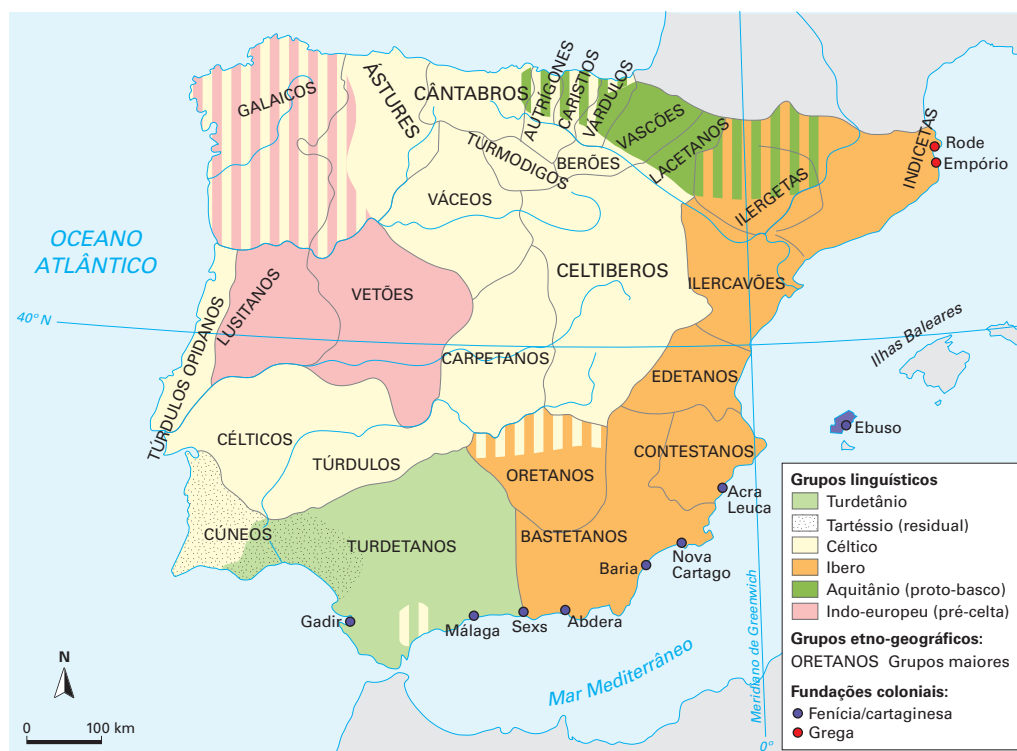 GALAICOS
ÁSTURES
CÂNTABROS
AUTRÍGONES
CARISTIOS
VÁRDULOS
VASCÕES
LACETANOS
ILERGETAS
INDICETAS
Rode
Empório
TURMODIGOS
BERÕES
VÁCEOS
OCEANO
ATLÂNTICO
LUSITANOS
VETÕES
CELTIBEROS
ILERCAVÕES
40° N
Ilhas Baleares
TÚRDULOS OPIDANOS
CARPETANOS
EDETANOS
Ebuso
CÉLTICOS
TÚRDULOS
ORETANOS
CONTESTANOS
Acra
Leuca
CÚNEOS
TURDETANOS
BASTETANOS
Nova
Cartago
Baria
Gadir
Málaga
Sexs
Abdera
Mar Mediterrâneo
Meridiano de Greenwich
0°
N
0
100 km
Grupos linguísticos
Turdetânio
Tartéssio (residual)
Céltico
Ibero
Aquitânio (proto-basco)
Indo-europeu (pré-celta)
Grupos etno-geográficos:
ORETANOS Grupos maiores
Fundações coloniais:
Fenícia/cartaginesa
Grega